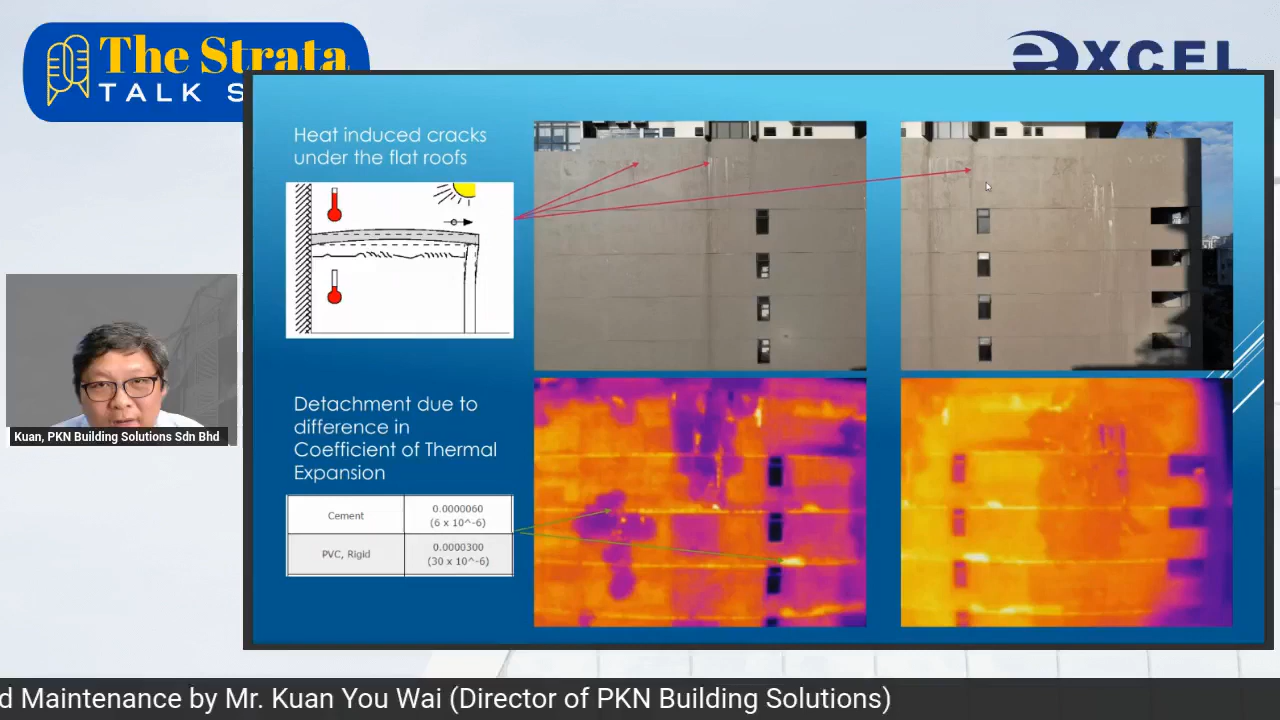 The Strata
TALK S
EXCEL
Heat induced cracks
under the flat roofs
Detachment due to
difference in
Coefficient of Thermal
Expansion
Cement
0.0000060
(6 x 10^-6)
PVC, Rigid
0.0000300
(30 x 10^-6)
Kuan, PKN Building Solutions Sdn Bhd
d Maintenance by Mr. Kuan You Wai (Director of PKN Building Solutions)